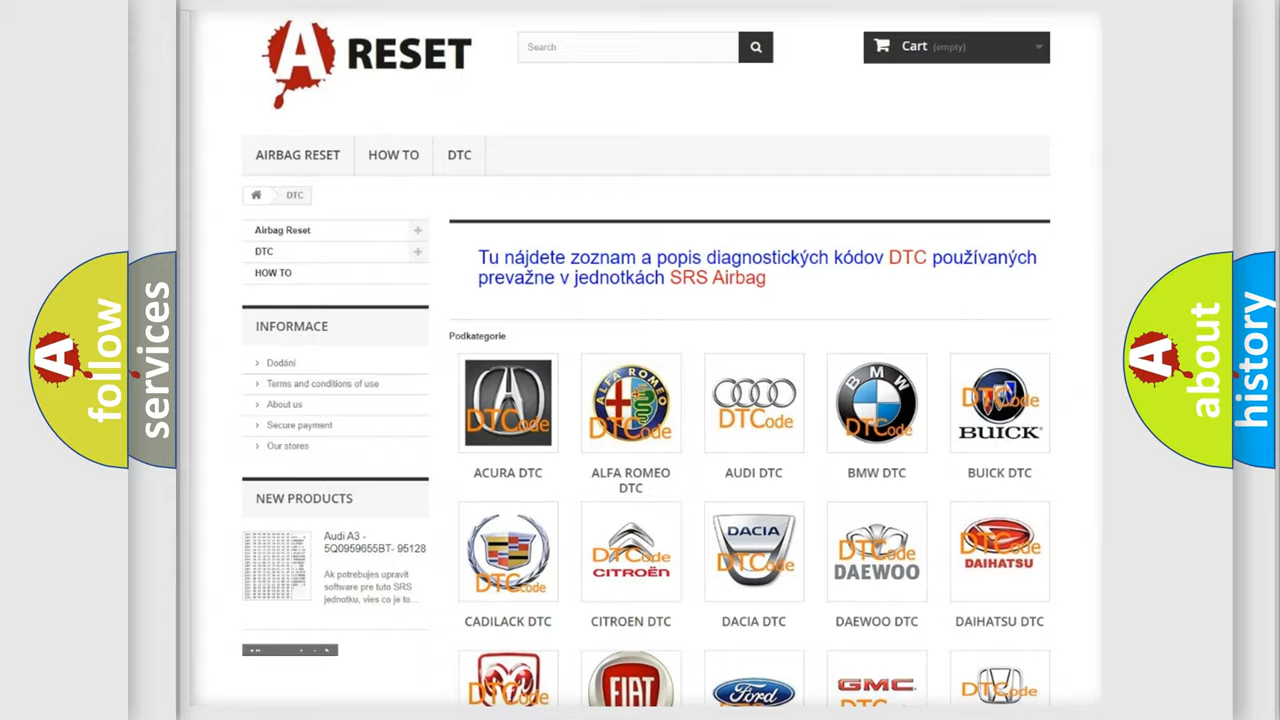 A RESET
Search
Cart (empty)
AIRBAG RESET
HOW TO
DTC
DTC
Airbag Reset
DTC
HOW TO
INFORMACE
Dodání
Terms and conditions of use
About us
Secure payment
Our stores
NEW PRODUCTS
Audi A3 -
5Q0959655BT- 95128
Ak potrebujes upravit
software pre tuto SRS
jednotku, vies co je to...
Tu nájdete zoznam a popis diagnostických kódov DTC používaných
prevažne v jednotkách SRS Airbag
Podkategorie
DTCode
ALFA ROMEO
DTCode
DTCode
BMW
DTCode
DTCode
BUICK
ACURA DTC
ALFA ROMEO
DTC
AUDI DTC
BMW DTC
BUICK DTC
DTCode
DTCode
CITROËN
DACIA
DTCode
DTCode
DAEWOO
DTCode
DAIHATSU
CADILACK DTC
CITROEN DTC
DACIA DTC
DAEWOO DTC
DAIHATSU DTC
DTCode
FIAT
Ford
GMC
DTCode
A follow
services
A about
history